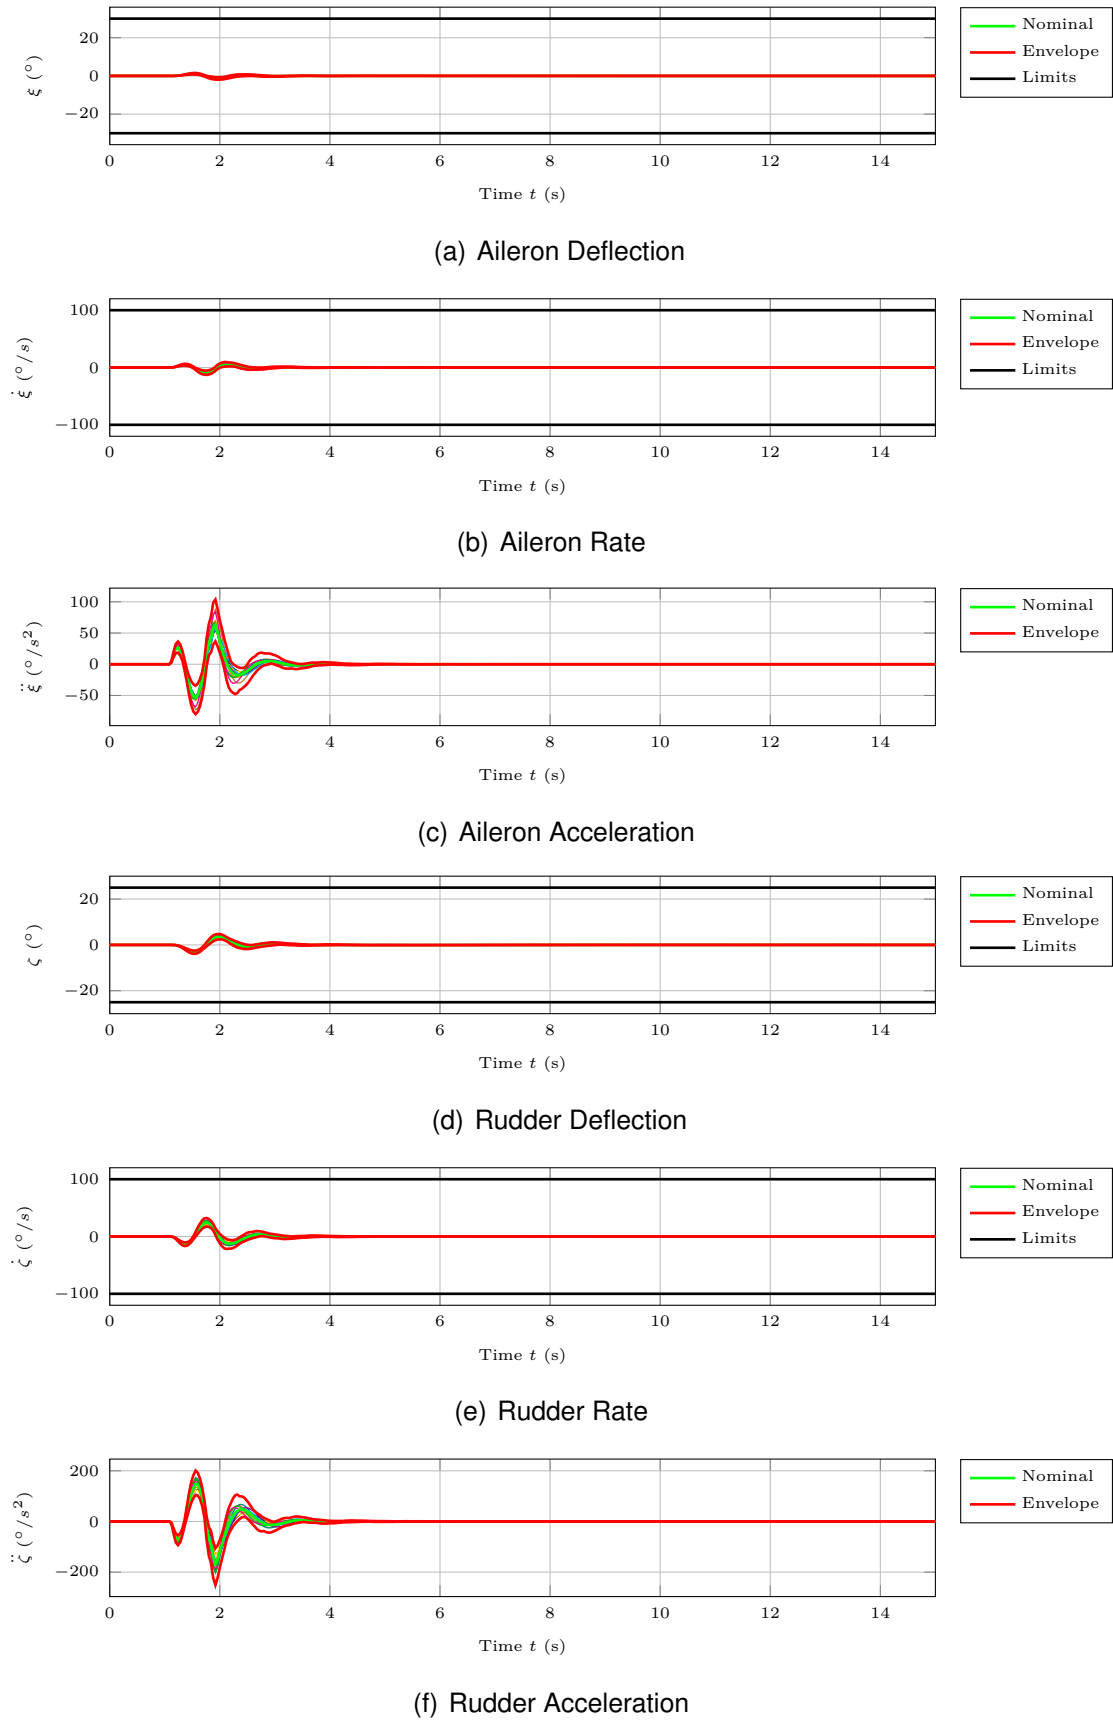 20
0
−20
ξ (°)
0 2 4 6 8 10 12 14
Time t (s)
Nominal
Envelope
Limits
(a) Aileron Deflection
100
0
−100
ξ̇ (°/s)
0 2 4 6 8 10 12 14
Time t (s)
Nominal
Envelope
Limits
(b) Aileron Rate
100
50
0
−50
ξ̈ (°/s²)
0 2 4 6 8 10 12 14
Time t (s)
Nominal
Envelope
(c) Aileron Acceleration
20
0
−20
ζ (°)
0 2 4 6 8 10 12 14
Time t (s)
Nominal
Envelope
Limits
(d) Rudder Deflection
100
0
−100
ζ̇ (°/s)
0 2 4 6 8 10 12 14
Time t (s)
Nominal
Envelope
Limits
(e) Rudder Rate
200
0
−200
ζ̈ (°/s²)
0 2 4 6 8 10 12 14
Time t (s)
Nominal
Envelope
(f) Rudder Acceleration